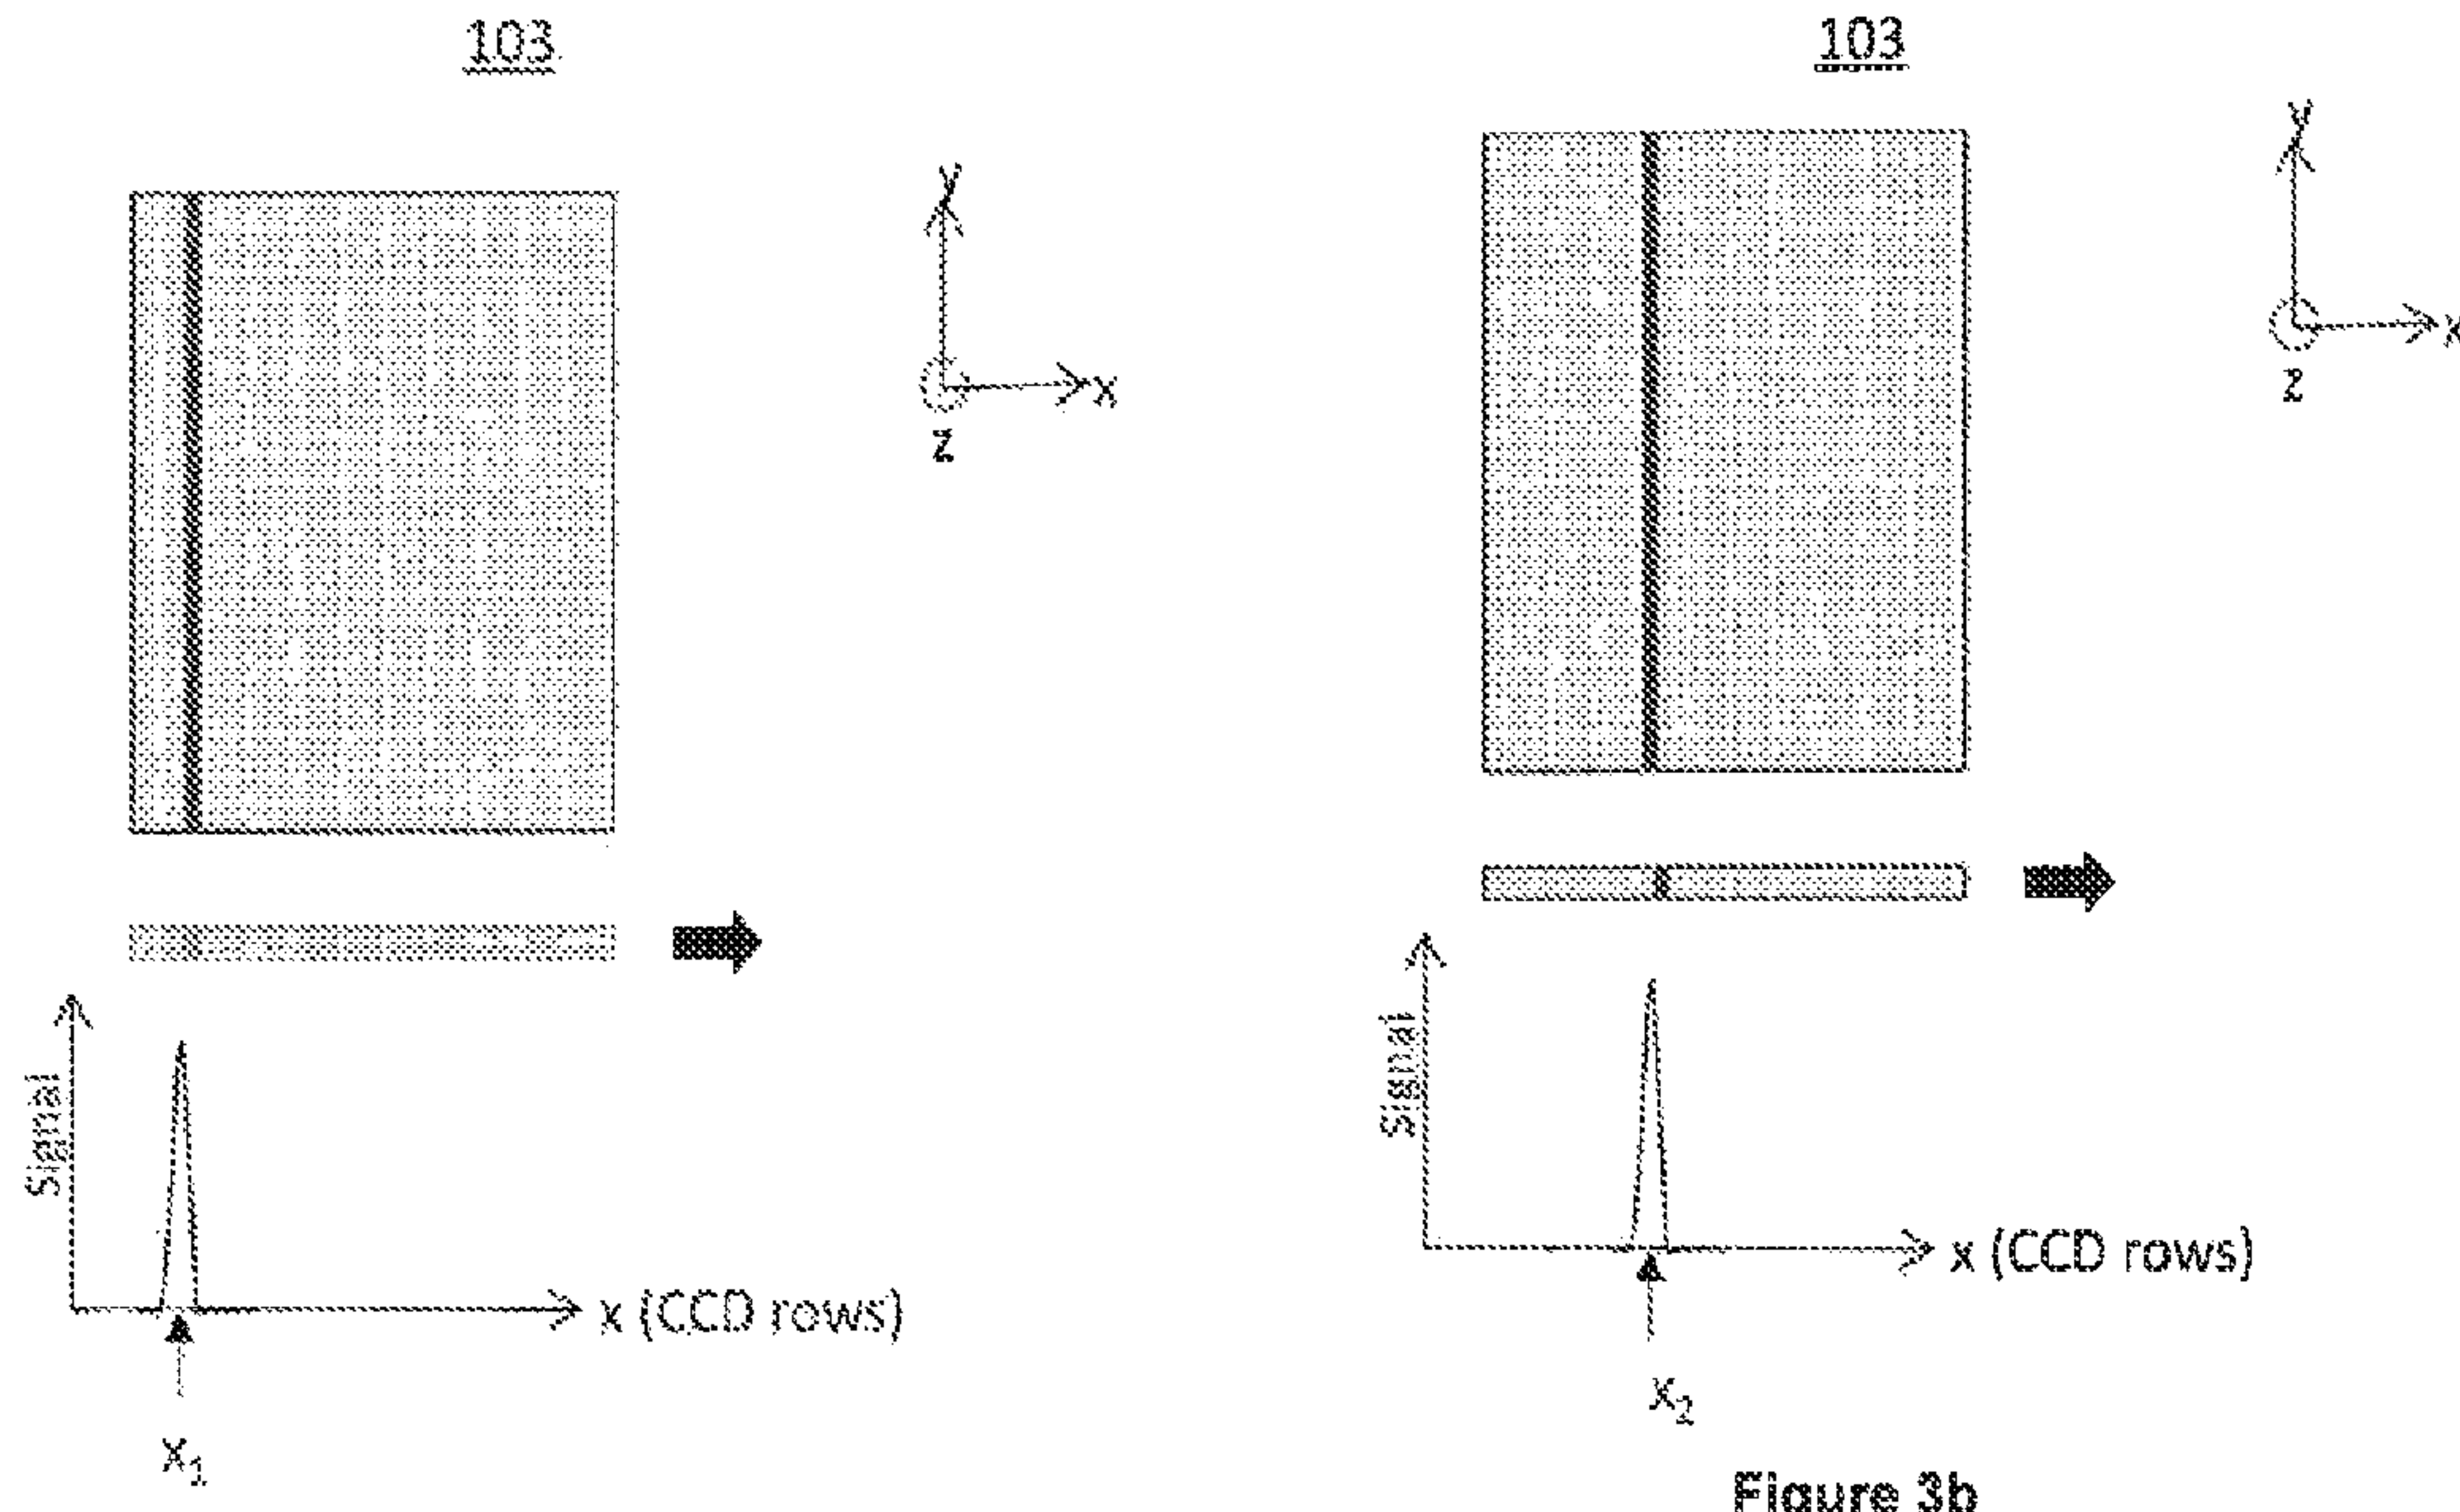 103
y
x
z
Signal
x (CCD rows)
x₁
103
y
x
z
Signal
x (CCD rows)
x₂
Figure 3b